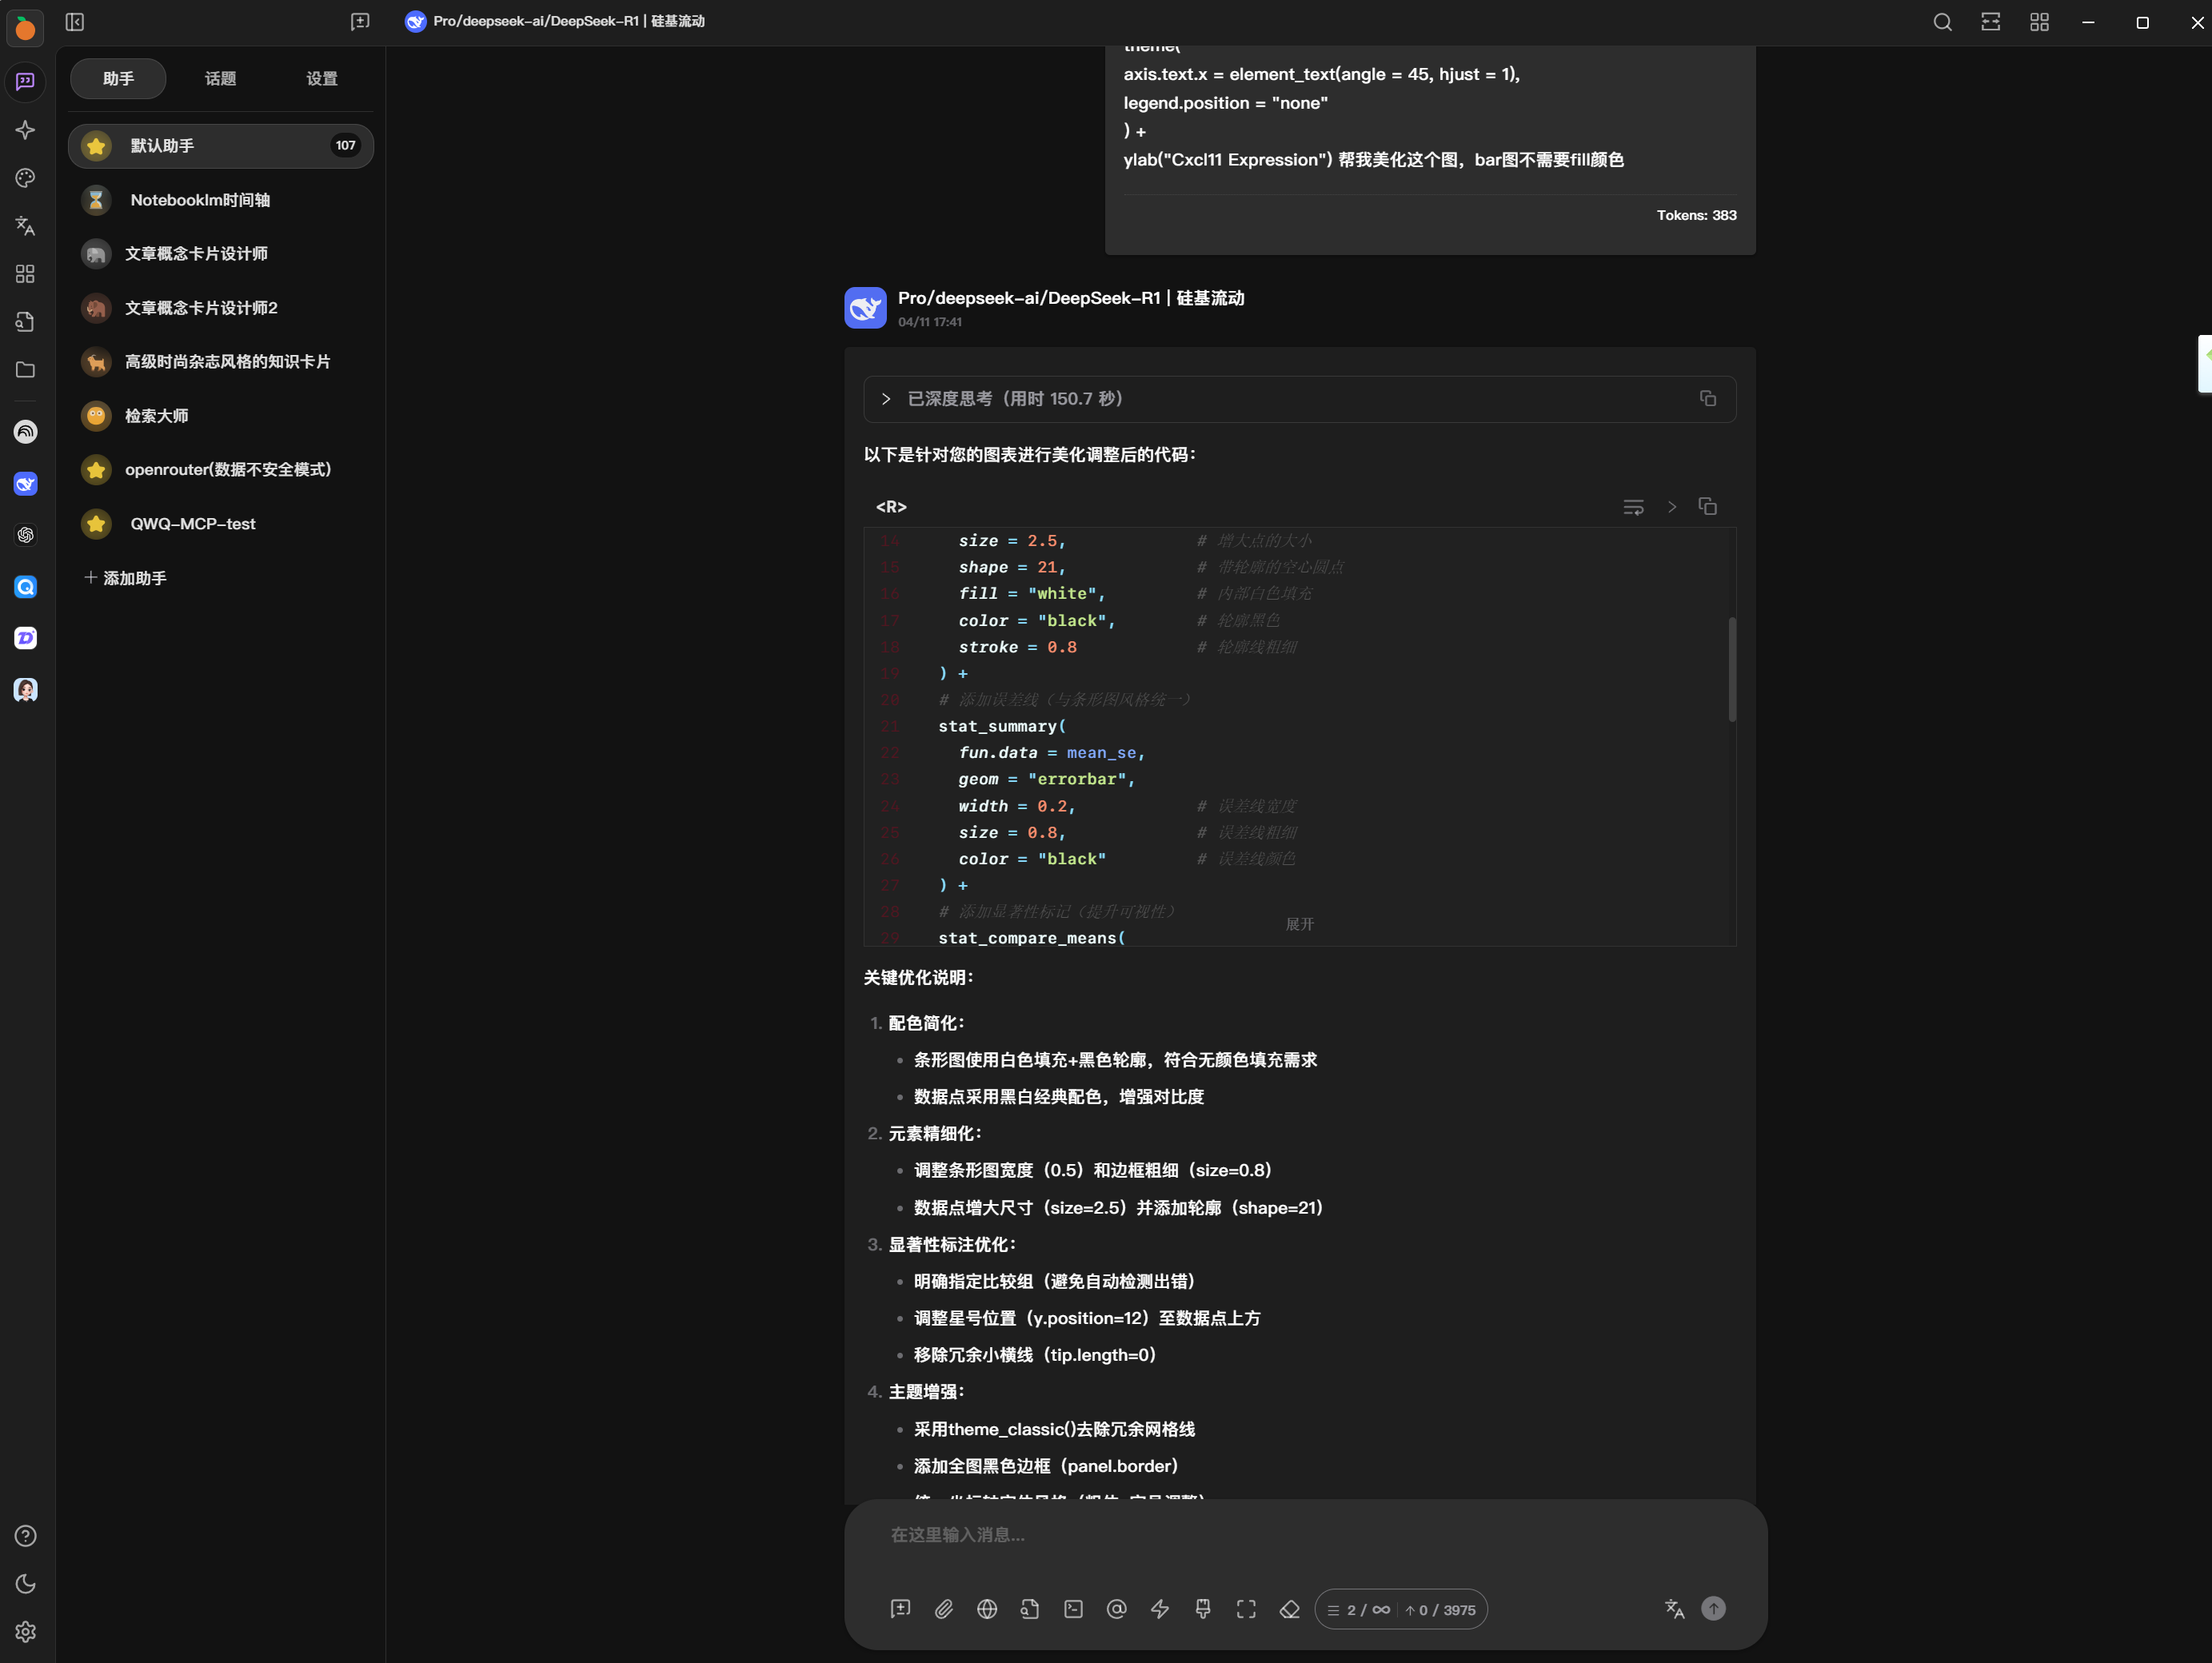 Pro/deepseek-ai/DeepSeek-R1 | 硅基流动
助手
话题
设置
默认助手
107
Notebooklm时间轴
文章概念卡片设计师
文章概念卡片设计师2
高级时尚杂志风格的知识卡片
检索大师
openrouter(数据不安全模式)
QWQ-MCP-test
+ 添加助手
theme(
axis.text.x = element_text(angle = 45, hjust = 1),
legend.position = "none"
) +
ylab("Cxcl11 Expression") 帮我美化这个图，bar图不需要fill颜色
Tokens: 383
Pro/deepseek-ai/DeepSeek-R1 | 硅基流动
04/11 17:41
已深度思考（用时 150.7 秒）
以下是针对您的图表进行美化调整后的代码：
<R>
14 size = 2.5, # 增大点的大小
15 shape = 21, # 带轮廓的空心圆点
16 fill = "white", # 内部白色填充
17 color = "black", # 轮廓黑色
18 stroke = 0.8 # 轮廓线粗细
19 ) +
20 # 添加误差线（与条形图风格统一）
21 stat_summary(
22 fun.data = mean_se,
23 geom = "errorbar",
24 width = 0.2, # 误差线宽度
25 size = 0.8, # 误差线粗细
26 color = "black" # 误差线颜色
27 ) +
28 # 添加显著性标记（提升可视性）
29 stat_compare_means(
展开
关键优化说明：
1. 配色简化：
• 条形图使用白色填充+黑色轮廓，符合无颜色填充需求
• 数据点采用黑白经典配色，增强对比度
2. 元素精细化：
• 调整条形图宽度（0.5）和边框粗细（size=0.8）
• 数据点增大尺寸（size=2.5）并添加轮廓（shape=21）
3. 显著性标注优化：
• 明确指定比较组（避免自动检测出错）
• 调整星号位置（y.position=12）至数据点上方
• 移除冗余小横线（tip.length=0）
4. 主题增强：
• 采用theme_classic()去除冗余网格线
• 添加全图黑色边框（panel.border）
在这里输入消息...
2 / ∞ | ↑ 0 / 3975